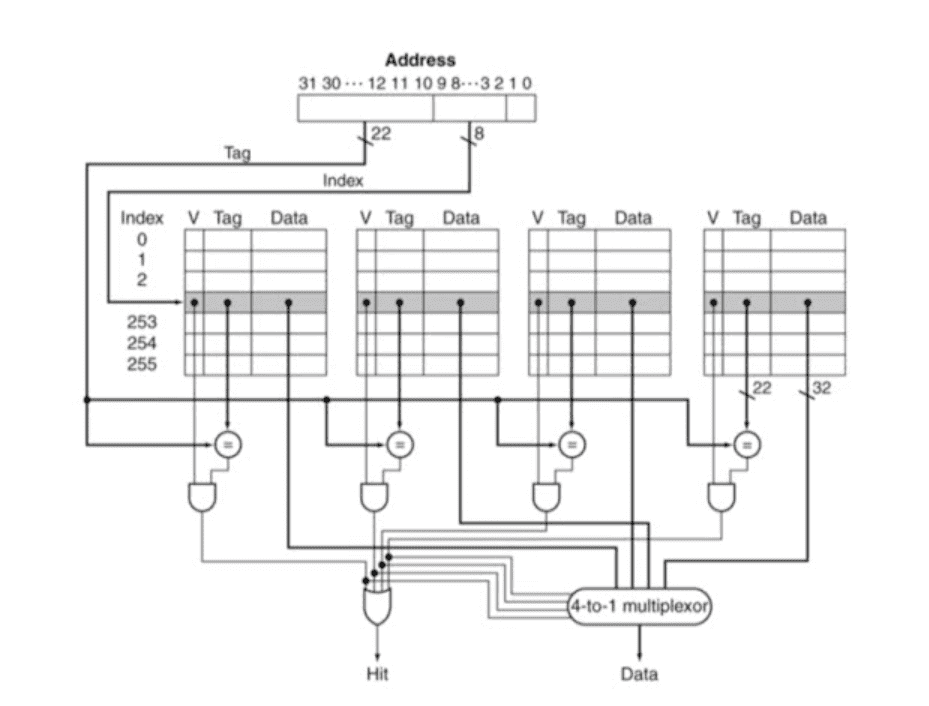 Address
31 30 ··· 12 11 10 9 8···3 2 1 0
22
8
Tag
Index
Index V Tag Data V Tag Data V Tag Data V Tag Data
0
1
2
253
254
255
22
32
= = = =
4-to-1 multiplexor
Hit
Data